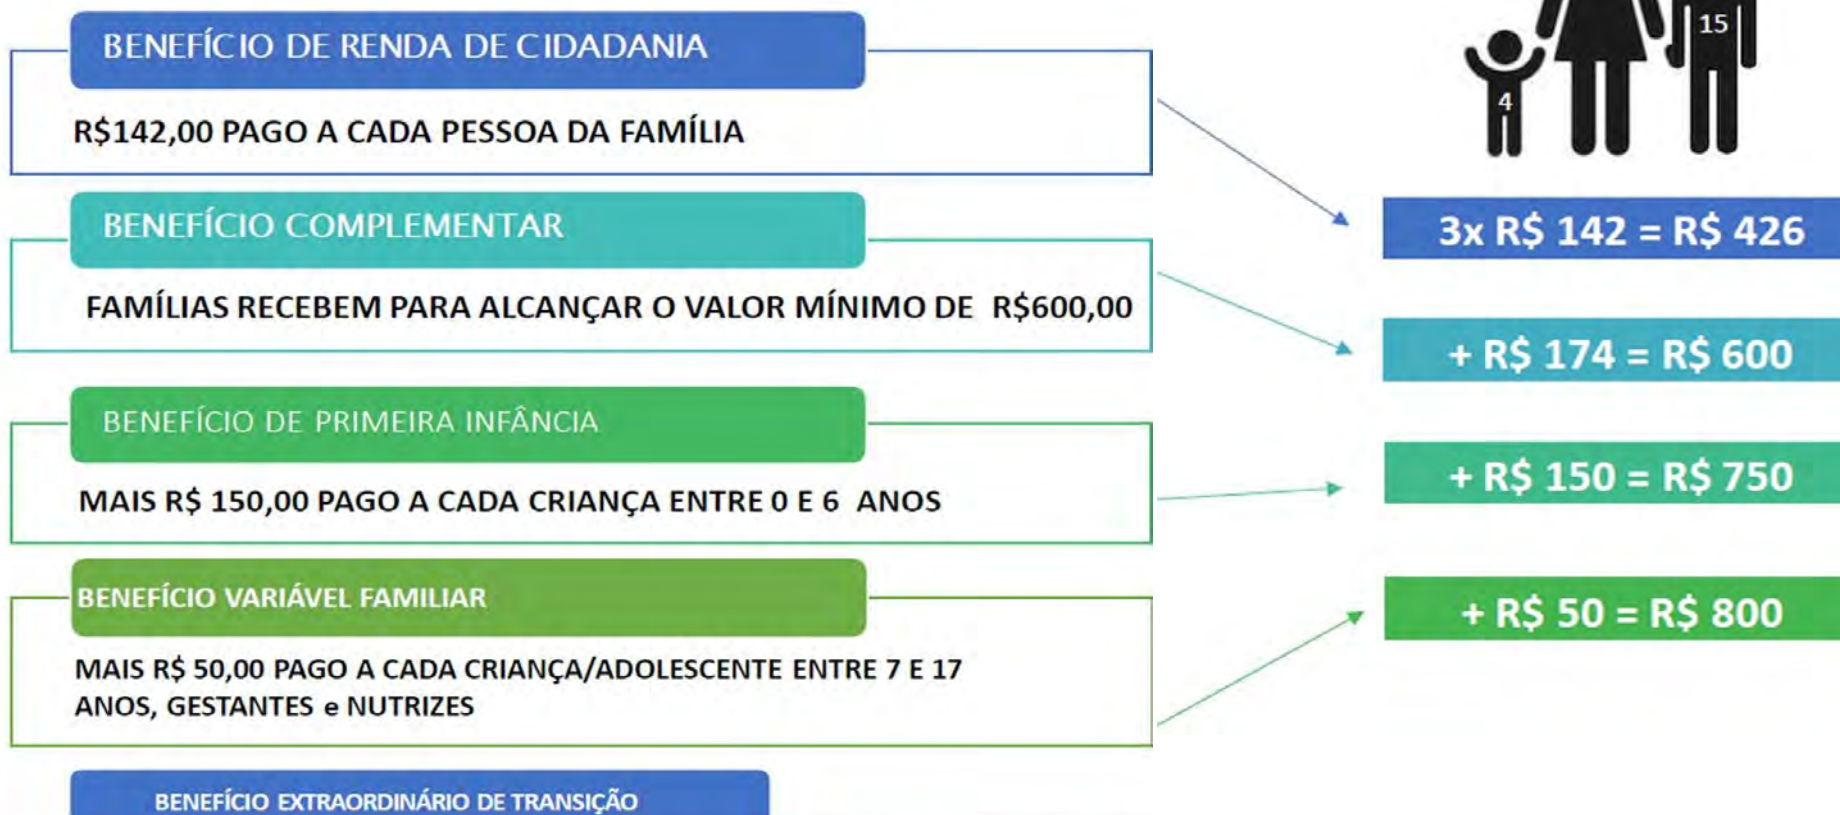 BENEFÍCIO DE RENDA DE CIDADANIA
R$142,00 PAGO A CADA PESSOA DA FAMÍLIA
BENEFÍCIO COMPLEMENTAR
FAMÍLIAS RECEBEM PARA ALCANÇAR O VALOR MÍNIMO DE R$600,00
BENEFÍCIO DE PRIMEIRA INFÂNCIA
MAIS R$ 150,00 PAGO A CADA CRIANÇA ENTRE 0 E 6 ANOS
BENEFÍCIO VARIÁVEL FAMILIAR
MAIS R$ 50,00 PAGO A CADA CRIANÇA/ADOLESCENTE ENTRE 7 E 17
ANOS, GESTANTES e NUTRIZES
BENEFÍCIO EXTRAORDINÁRIO DE TRANSIÇÃO
15
4
3x R$ 142 = R$ 426
+ R$ 174 = R$ 600
+ R$ 150 = R$ 750
+ R$ 50 = R$ 800